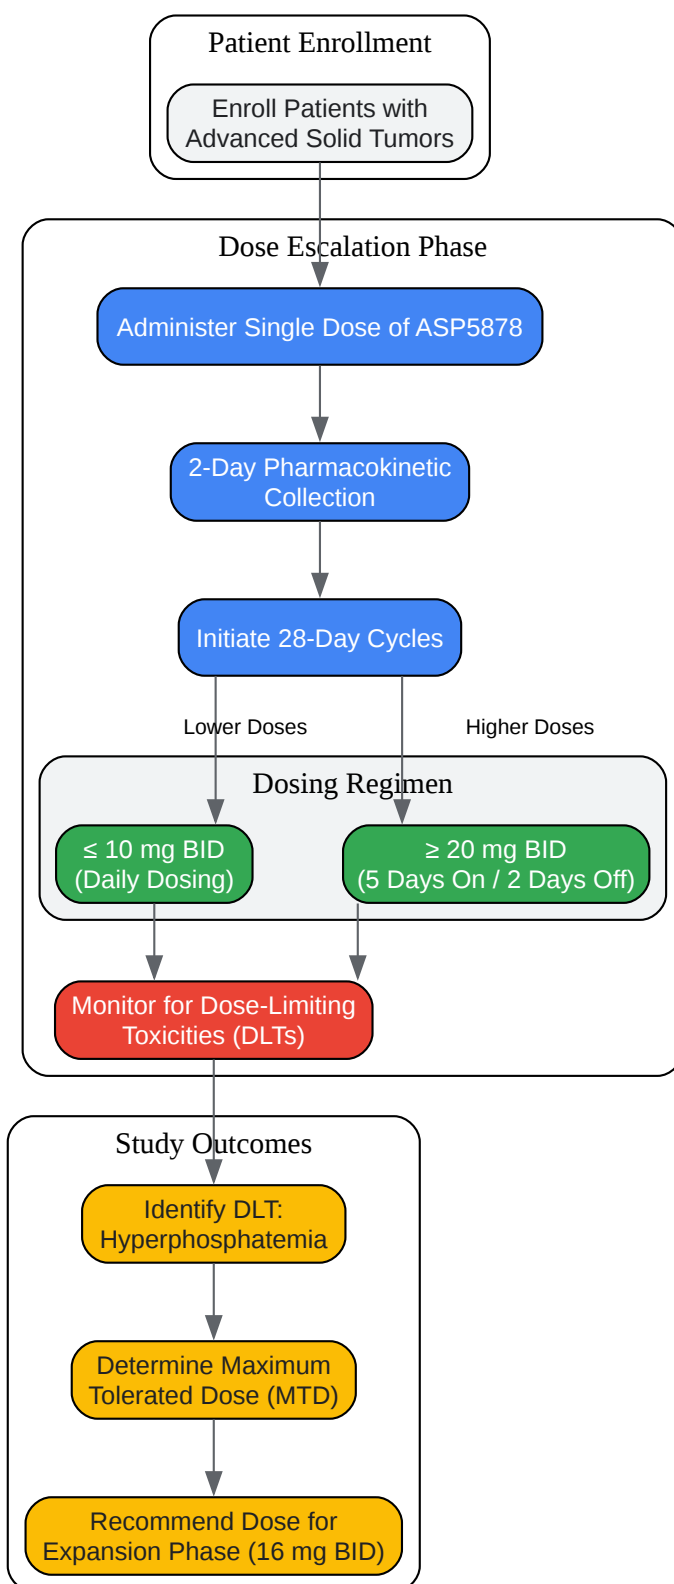 Patient Enrollment
Enroll Patients with
Advanced Solid Tumors
Dose Escalation Phase
Administer Single Dose of ASP5878
2-Day Pharmacokinetic
Collection
Initiate 28-Day Cycles
Lower Doses
Higher Doses
Dosing Regimen
≤ 10 mg BID
(Daily Dosing)
≥ 20 mg BID
(5 Days On / 2 Days Off)
Monitor for Dose-Limiting
Toxicities (DLTs)
Study Outcomes
Identify DLT:
Hyperphosphatemia
Determine Maximum
Tolerated Dose (MTD)
Recommend Dose for
Expansion Phase (16 mg BID)